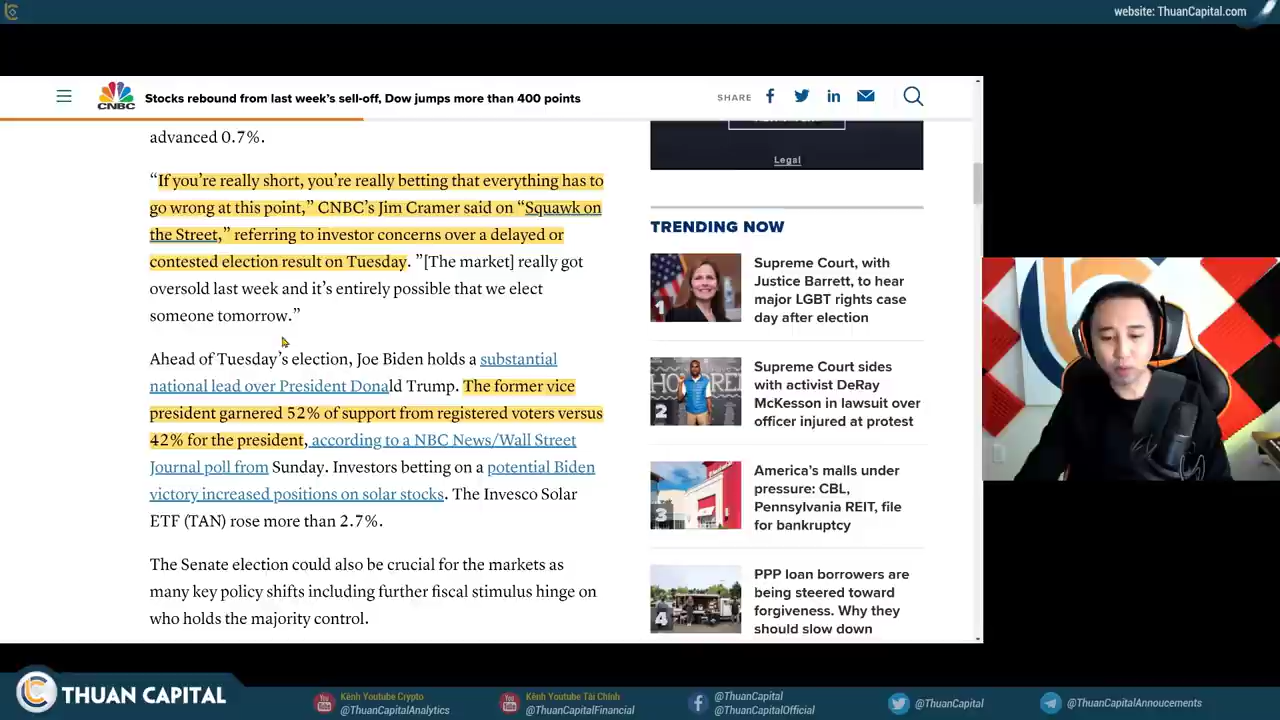 website: ThuanCapital.com
CNBC
Stocks rebound from last week's sell-off, Dow jumps more than 400 points
SHARE
advanced 0.7%.
“If you’re really short, you’re really betting that everything has to
go wrong at this point,” CNBC’s Jim Cramer said on “Squawk on
the Street,” referring to investor concerns over a delayed or
contested election result on Tuesday. ”[The market] really got
oversold last week and it’s entirely possible that we elect
someone tomorrow.”
Ahead of Tuesday’s election, Joe Biden holds a substantial
national lead over President Donald Trump. The former vice
president garnered 52% of support from registered voters versus
42% for the president, according to a NBC News/Wall Street
Journal poll from Sunday. Investors betting on a potential Biden
victory increased positions on solar stocks. The Invesco Solar
ETF (TAN) rose more than 2.7%.
The Senate election could also be crucial for the markets as
many key policy shifts including further fiscal stimulus hinge on
who holds the majority control.
Legal
TRENDING NOW
1
Supreme Court, with
Justice Barrett, to hear
major LGBT rights case
day after election
2
Supreme Court sides
with activist DeRay
McKesson in lawsuit over
officer injured at protest
3
America’s malls under
pressure: CBL,
Pennsylvania REIT, file
for bankruptcy
4
PPP loan borrowers are
being steered toward
forgiveness. Why they
should slow down
THUAN CAPITAL
Kênh Youtube Crypto
@ThuanCapitalAnalytics
Kênh Youtube Tài Chính
@ThuanCapitalFinancial
@ThuanCapital
@ThuanCapitalOfficial
@ThuanCapital
@ThuanCapitalAnnoucements